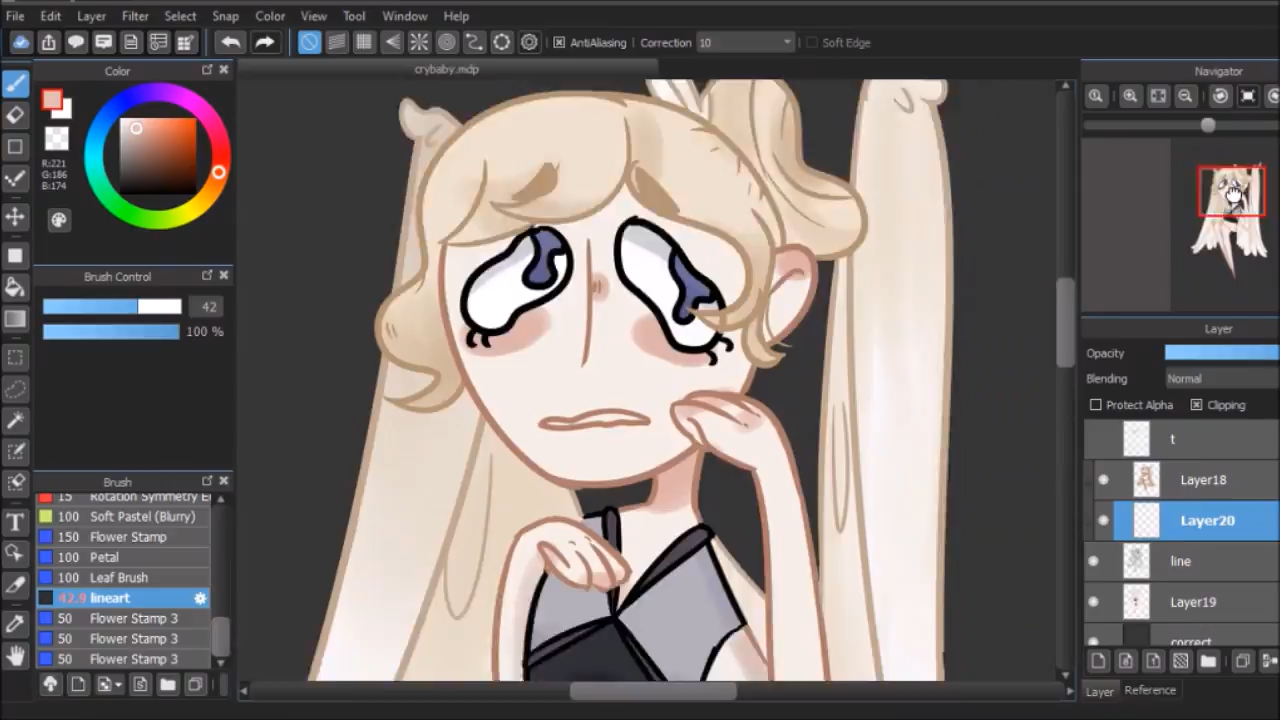 File Edit Layer Filter Select Snap Color View Tool Window Help
AntiAliasing Correction 10 Soft Edge
Color
crybaby.mdp
Navigator
R:221
G:186
B:174
Brush Control
42
100 %
Layer
Opacity
Blending Normal
Protect Alpha Clipping
t
Layer18
Layer20
line
Layer19
correct
Brush
15 Rotation Symmetry
100 Soft Pastel (Blurry)
150 Flower Stamp
100 Petal
100 Leaf Brush
42.9 lineart
50 Flower Stamp 3
50 Flower Stamp 3
50 Flower Stamp 3
Layer Reference